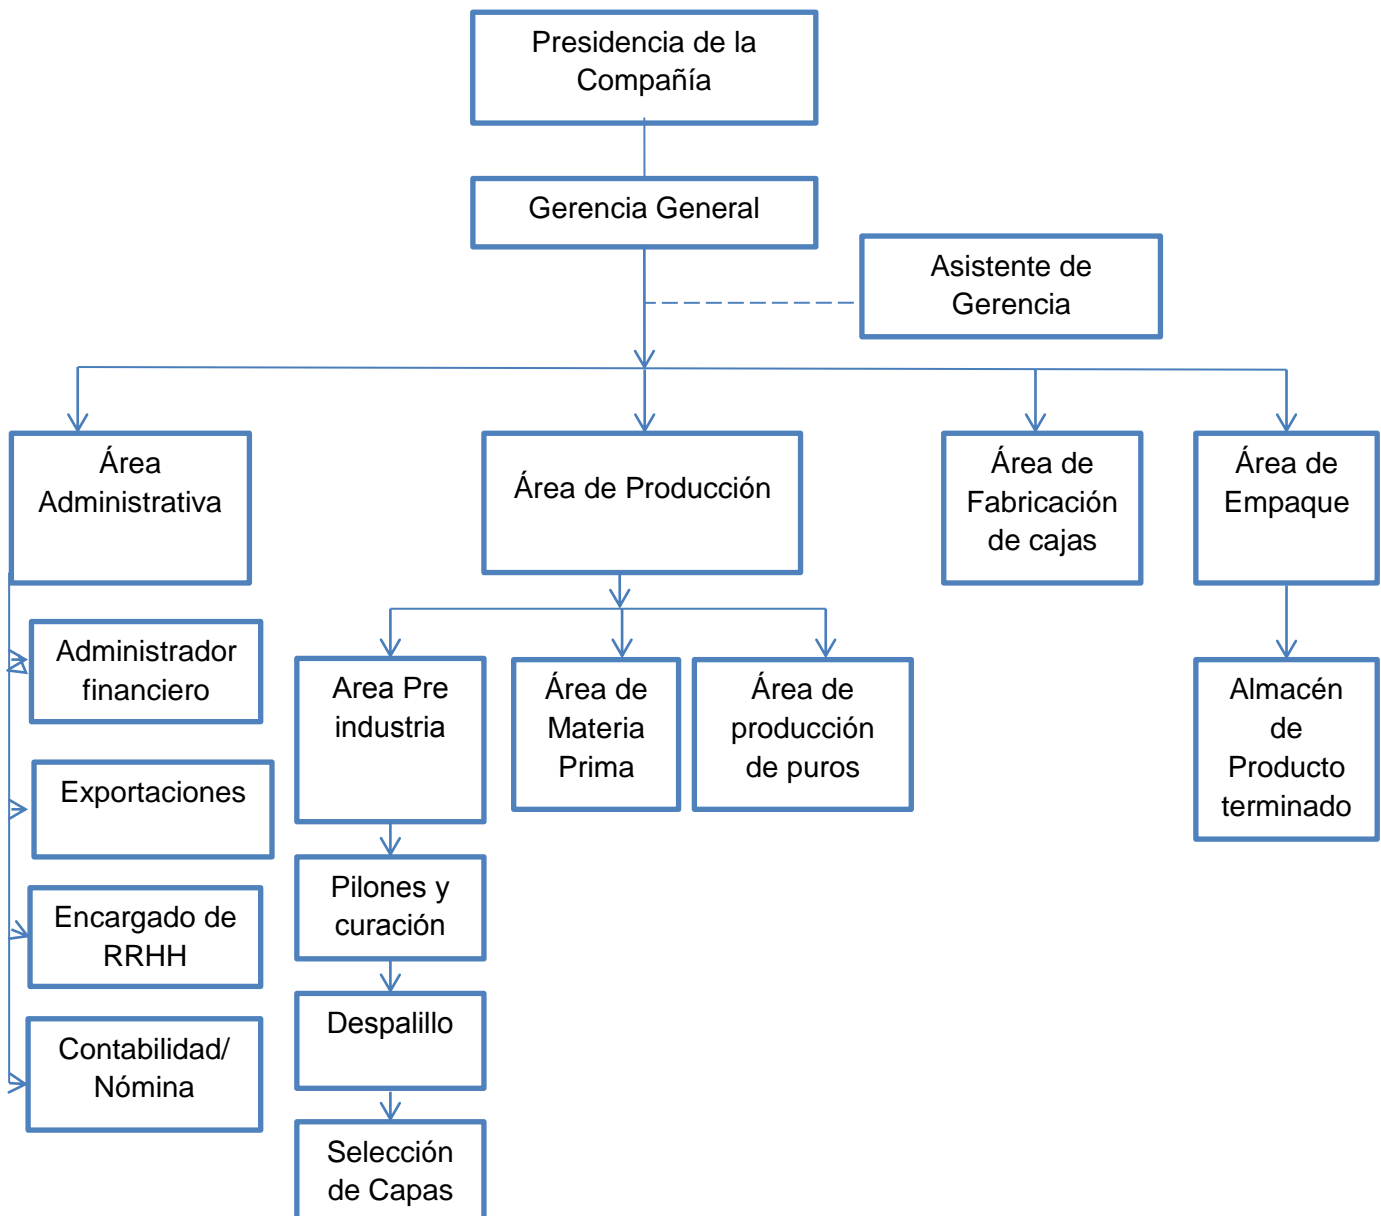 Presidencia de la
Compañía
Gerencia General
Asistente de
Gerencia
Área
Administrativa
Área de Producción
Área de
Fabricación
de cajas
Área de
Empaque
Administrador
financiero
Exportaciones
Encargado de
RRHH
Contabilidad/
Nómina
Area Pre
industria
Pilones y
curación
Despalillo
Selección
de Capas
Área de
Materia
Prima
Área de
producción
de puros
Almacén
de
Producto
terminado